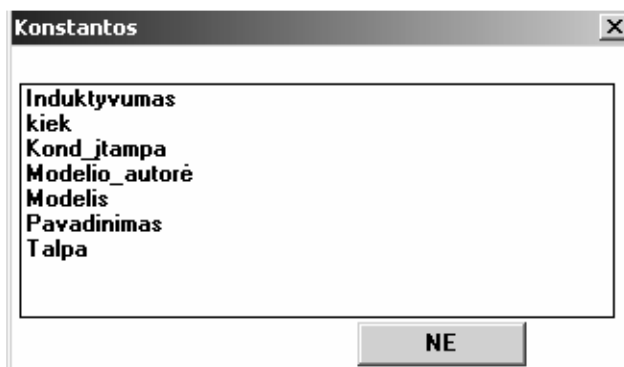 Konstantos
Induktyvumas
kiek
Kond_įtampa
Modelio_autorė
Modelis
Pavadinimas
Talpa
NE